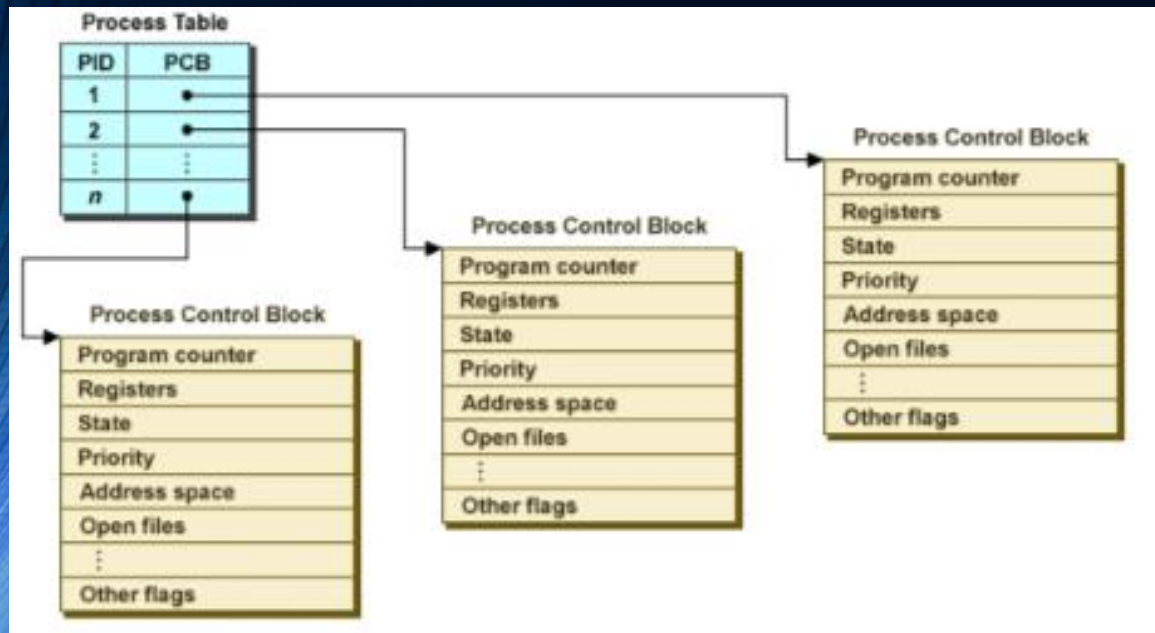 Process Table
PID PCB
1
2
n
Process Control Block
Program counter
Registers
State
Priority
Address space
Open files
Other flags
Process Control Block
Program counter
Registers
State
Priority
Address space
Open files
Other flags
Process Control Block
Program counter
Registers
State
Priority
Address space
Open files
Other flags